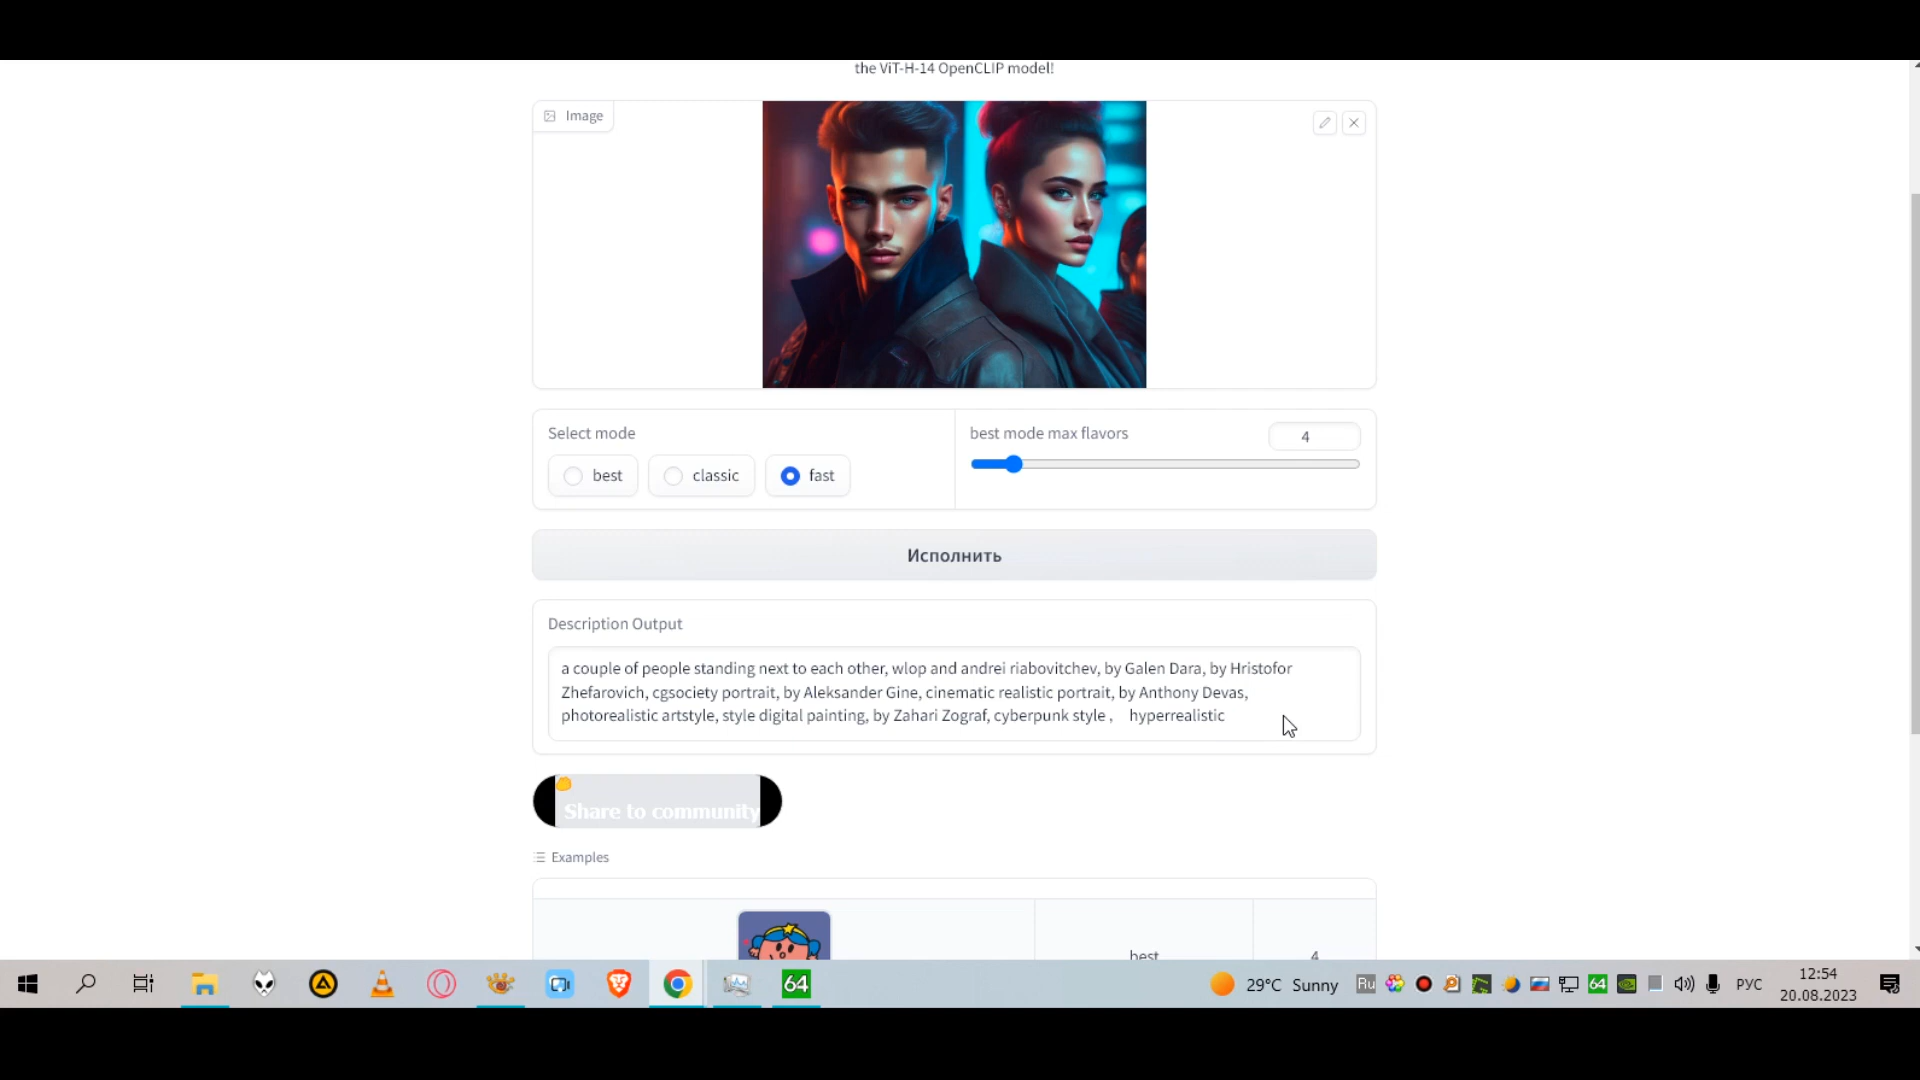 the ViT-H-14 OpenCLIP model!
Image
Select mode
best mode max flavors
4
best
classic
fast
Исполнить
Description Output
a couple of people standing next to each other, wlop and andrei riabovitchev, by Galen Dara, by Hristofor
Zhefarovich, cgsociety portrait, by Aleksander Gine, cinematic realistic portrait, by Anthony Devas,
photorealistic artstyle, style digital painting, by Zahari Zograf, cyberpunk style， hyperrealistic
Share to community
Examples
best
4
64
29°C Sunny
Ru
64
РУС
12:54
20.08.2023